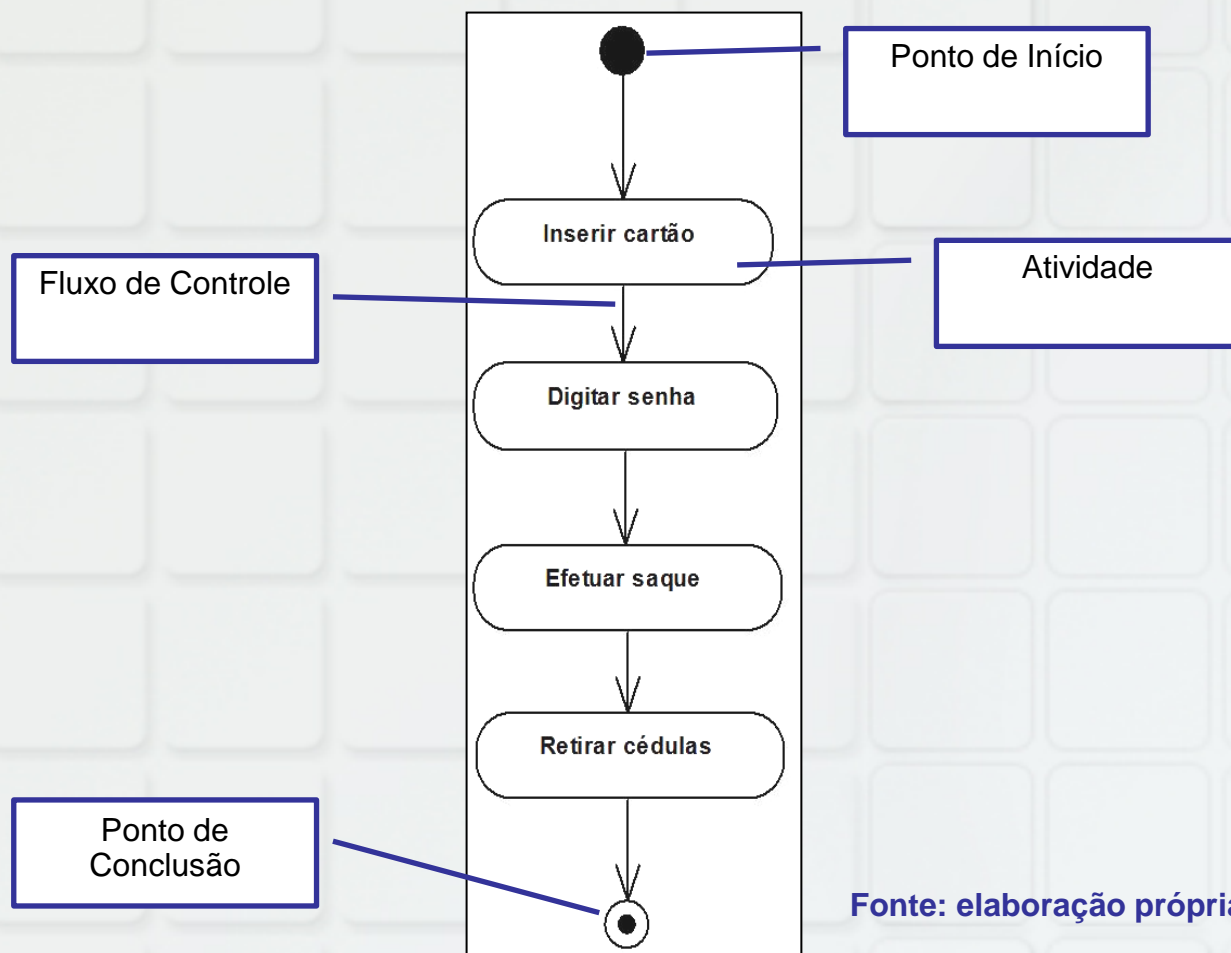 Ponto de Início
Inserir cartão
Fluxo de Controle
Atividade
Digitar senha
Efetuar saque
Retirar cédulas
Ponto de
Conclusão
Fonte: elaboração própria